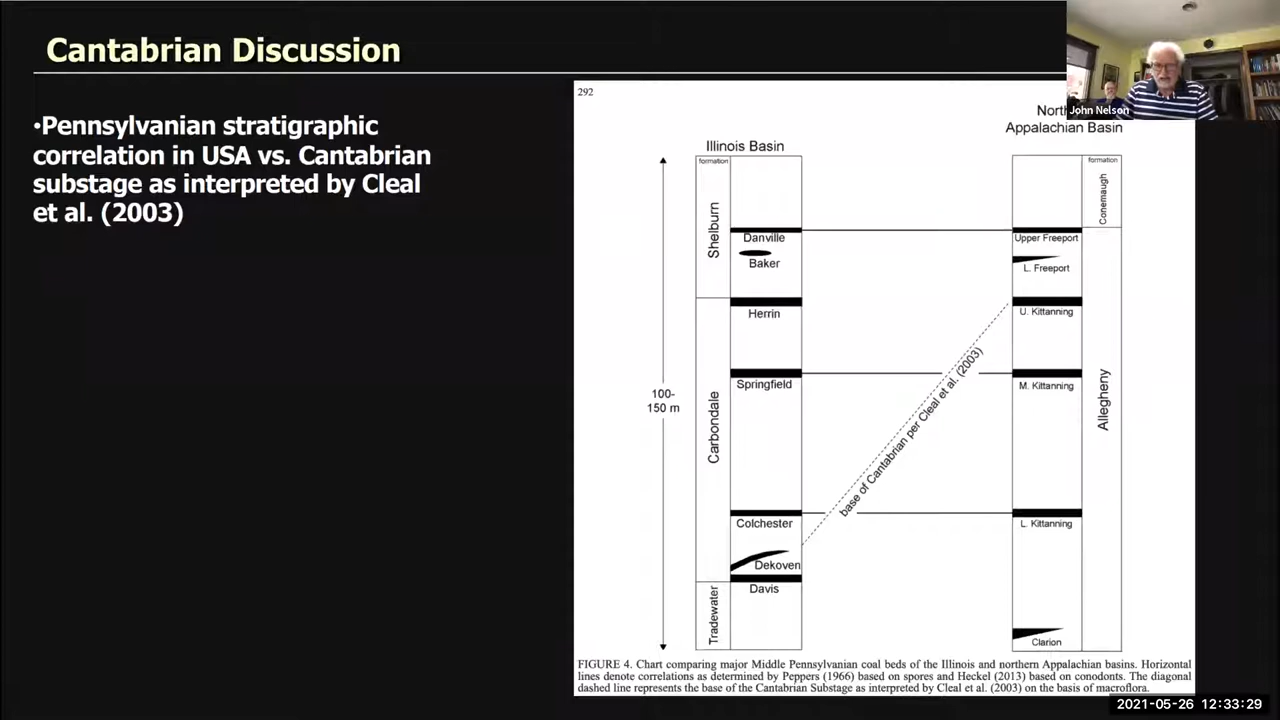 Cantabrian Discussion
•Pennsylvanian stratigraphic
correlation in USA vs. Cantabrian
substage as interpreted by Cleal
et al. (2003)
292
Appalachian Basin
Illinois Basin
formation
formation
Shelburn
Carbondale
Tradewater
100-
150 m
Danville
Baker
Herrin
Springfield
Colchester
Dekoven
Davis
base of Cantabrian per Cleal et al. (2003)
Upper Freeport
L. Freeport
U. Kittanning
M. Kittanning
L. Kittanning
Clarion
Conemaugh
Allegheny
FIGURE 4. Chart comparing major Middle Pennsylvanian coal beds of the Illinois and northern Appalachian basins. Horizontal
lines denote correlations as determined by Peppers (1966) based on spores and Heckel (2013) based on conodonts. The diagonal
dashed line represents the base of the Cantabrian Substage as interpreted by Cleal et al. (2003) on the basis of macroflora.
John Nelson
2021-05-26 12:33:29